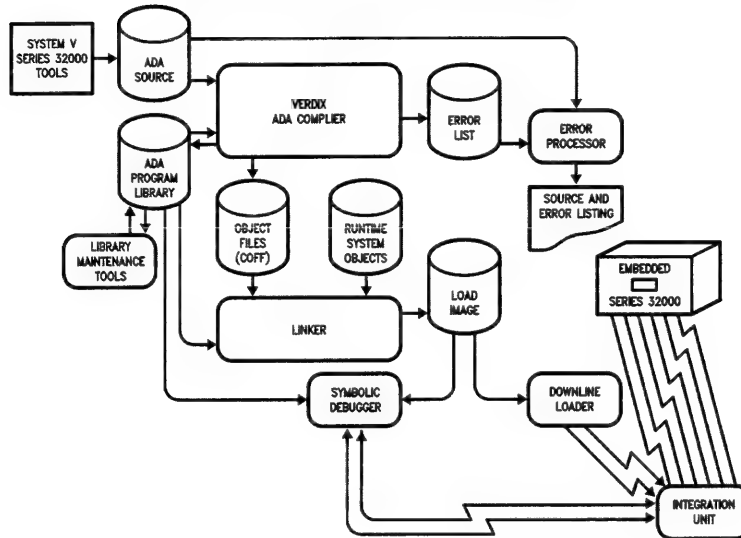 SYSTEM V
SERIES 32000
TOOLS
ADA
SOURCE
VERDIX
ADA COMPLIER
ERROR
LIST
ERROR
PROCESSOR
ADA
PROGRAM
LIBRARY
OBJECT
FILES
(COFF)
RUNTIME
SYSTEM
OBJECTS
SOURCE AND
ERROR LISTING
LIBRARY
MAINTENANCE
TOOLS
LINKER
LOAD
IMAGE
EMBEDDED
SERIES 32000
SYMBOLIC
DEBUGGER
DOWNLINE
LOADER
INTEGRATION
UNIT